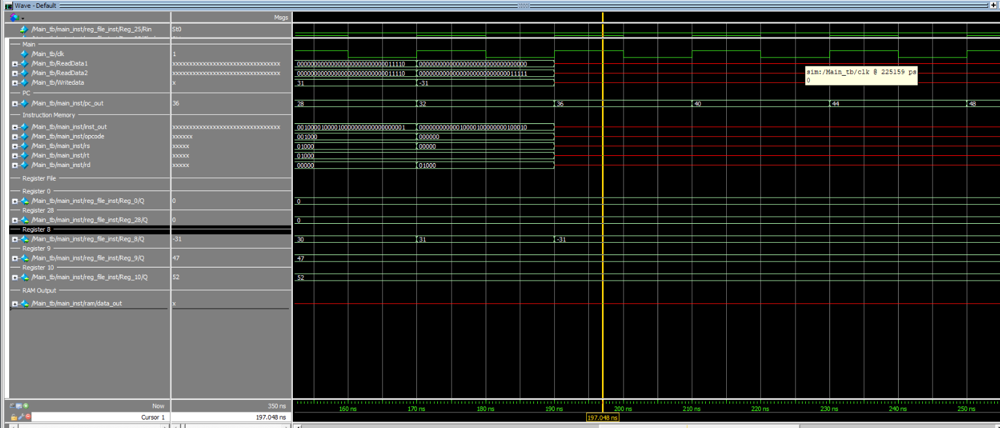 Wave - Default
Msgs
/Main_tb/main_inst/reg_file_inst/Reg_25/Rin St0
Main
/Main_tb/clk 1
/Main_tb/ReadData1 xxxxxxxxxxxxxxxxxxxxxxxxxxxxxxxx 00000000000000000000000000011110 00000000000000000000000000000000
/Main_tb/ReadData2 xxxxxxxxxxxxxxxxxxxxxxxxxxxxxxxx 00000000000000000000000000011110 00000000000000000000000000011111
/Main_tb/Writedata x 31 -31
sim:/Main_tb/clk @ 225159 ps
0
PC
/Main_tb/main_inst/pc_out 36 28 32 36 40 44 48
Instruction Memory
/Main_tb/main_inst/inst_out xxxxxxxxxxxxxxxxxxxxxxxxxxxxxxxx 00100001000010000000000000000001 00000000000010000100000000100010
/Main_tb/main_inst/opcode xxxxxx 001000 000000
/Main_tb/main_inst/rs xxxxx 01000 00000
/Main_tb/main_inst/rt xxxxx 01000
/Main_tb/main_inst/rd xxxxx 00000 01000
Register File
Register 0
/Main_tb/main_inst/reg_file_inst/Reg_0/Q 0 0
Register 28
/Main_tb/main_inst/reg_file_inst/Reg_28/Q 0 0
Register 8
/Main_tb/main_inst/reg_file_inst/Reg_8/Q -31 30 31 -31
Register 9
/Main_tb/main_inst/reg_file_inst/Reg_9/Q 47 47
Register 10
/Main_tb/main_inst/reg_file_inst/Reg_10/Q 52 52
RAM Output
/Main_tb/main_inst/ram/data_out x
Now 350 ns 160 ns 170 ns 180 ns 190 ns 200 ns 210 ns 220 ns 230 ns 240 ns 250 ns
Cursor 1 197.048 ns 197.048 ns